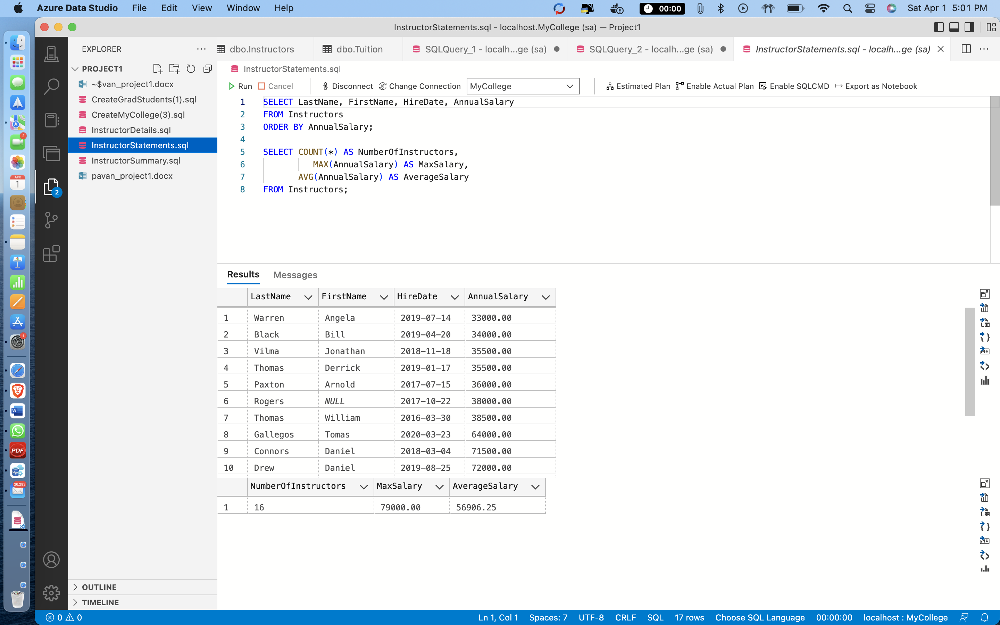 Azure Data Studio File Edit View Window Help 00:00 Sat Apr 1 5:01 PM
InstructorStatements.sql - localhost.MyCollege (sa) — Project1
EXPLORER
dbo.Instructors dbo.Tuition SQLQuery_1 - localh...ge (sa) SQLQuery_2 - localh...ge (sa) InstructorStatements.sql - localh...ge (sa)
PROJECT1
~$van_project1.docx
CreateGradStudents(1).sql
CreateMyCollege(3).sql
InstructorDetails.sql
InstructorStatements.sql
InstructorSummary.sql
pavan_project1.docx
2
OUTLINE
TIMELINE
InstructorStatements.sql
Run Cancel Disconnect Change Connection MyCollege Estimated Plan Enable Actual Plan Enable SQLCMD Export as Notebook
1 SELECT LastName, FirstName, HireDate, AnnualSalary
2 FROM Instructors
3 ORDER BY AnnualSalary;
4
5 SELECT COUNT(*) AS NumberOfInstructors,
6 MAX(AnnualSalary) AS MaxSalary,
7 AVG(AnnualSalary) AS AverageSalary
8 FROM Instructors;
Results Messages
LastName FirstName HireDate AnnualSalary
1 Warren Angela 2019-07-14 33000.00
2 Black Bill 2019-04-20 34000.00
3 Vilma Jonathan 2018-11-18 35500.00
4 Thomas Derrick 2019-01-17 35500.00
5 Paxton Arnold 2017-07-15 36000.00
6 Rogers NULL 2017-10-22 38000.00
7 Thomas William 2016-03-30 38500.00
8 Gallegos Tomas 2020-03-23 64000.00
9 Connors Daniel 2018-03-04 71500.00
10 Drew Daniel 2019-08-25 72000.00
NumberOfInstructors MaxSalary AverageSalary
1 16 79000.00 56906.25
2
APR
1
1
W
PDF
26,293
0 0 Ln 1, Col 1 Spaces: 7 UTF-8 CRLF SQL 17 rows Choose SQL Language 00:00:00 localhost : MyCollege